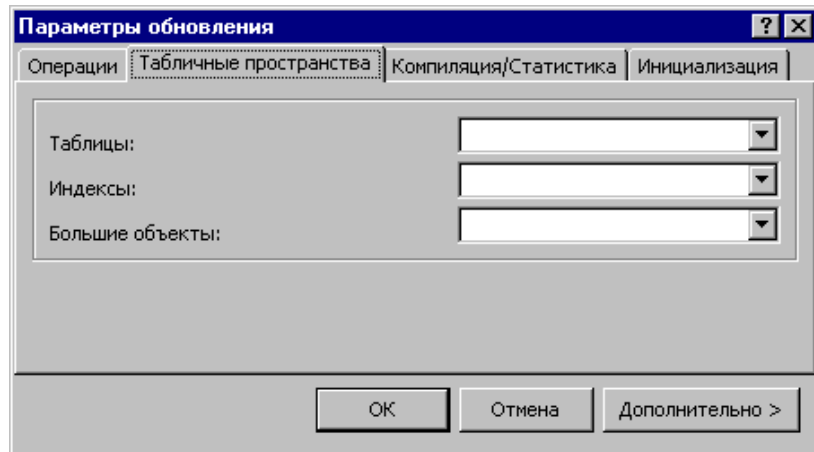 Параметры обновления
Операции Табличные пространства Компиляция/Статистика Инициализация
Таблицы:
Индексы:
Большие объекты:
OK Отмена Дополнительно >